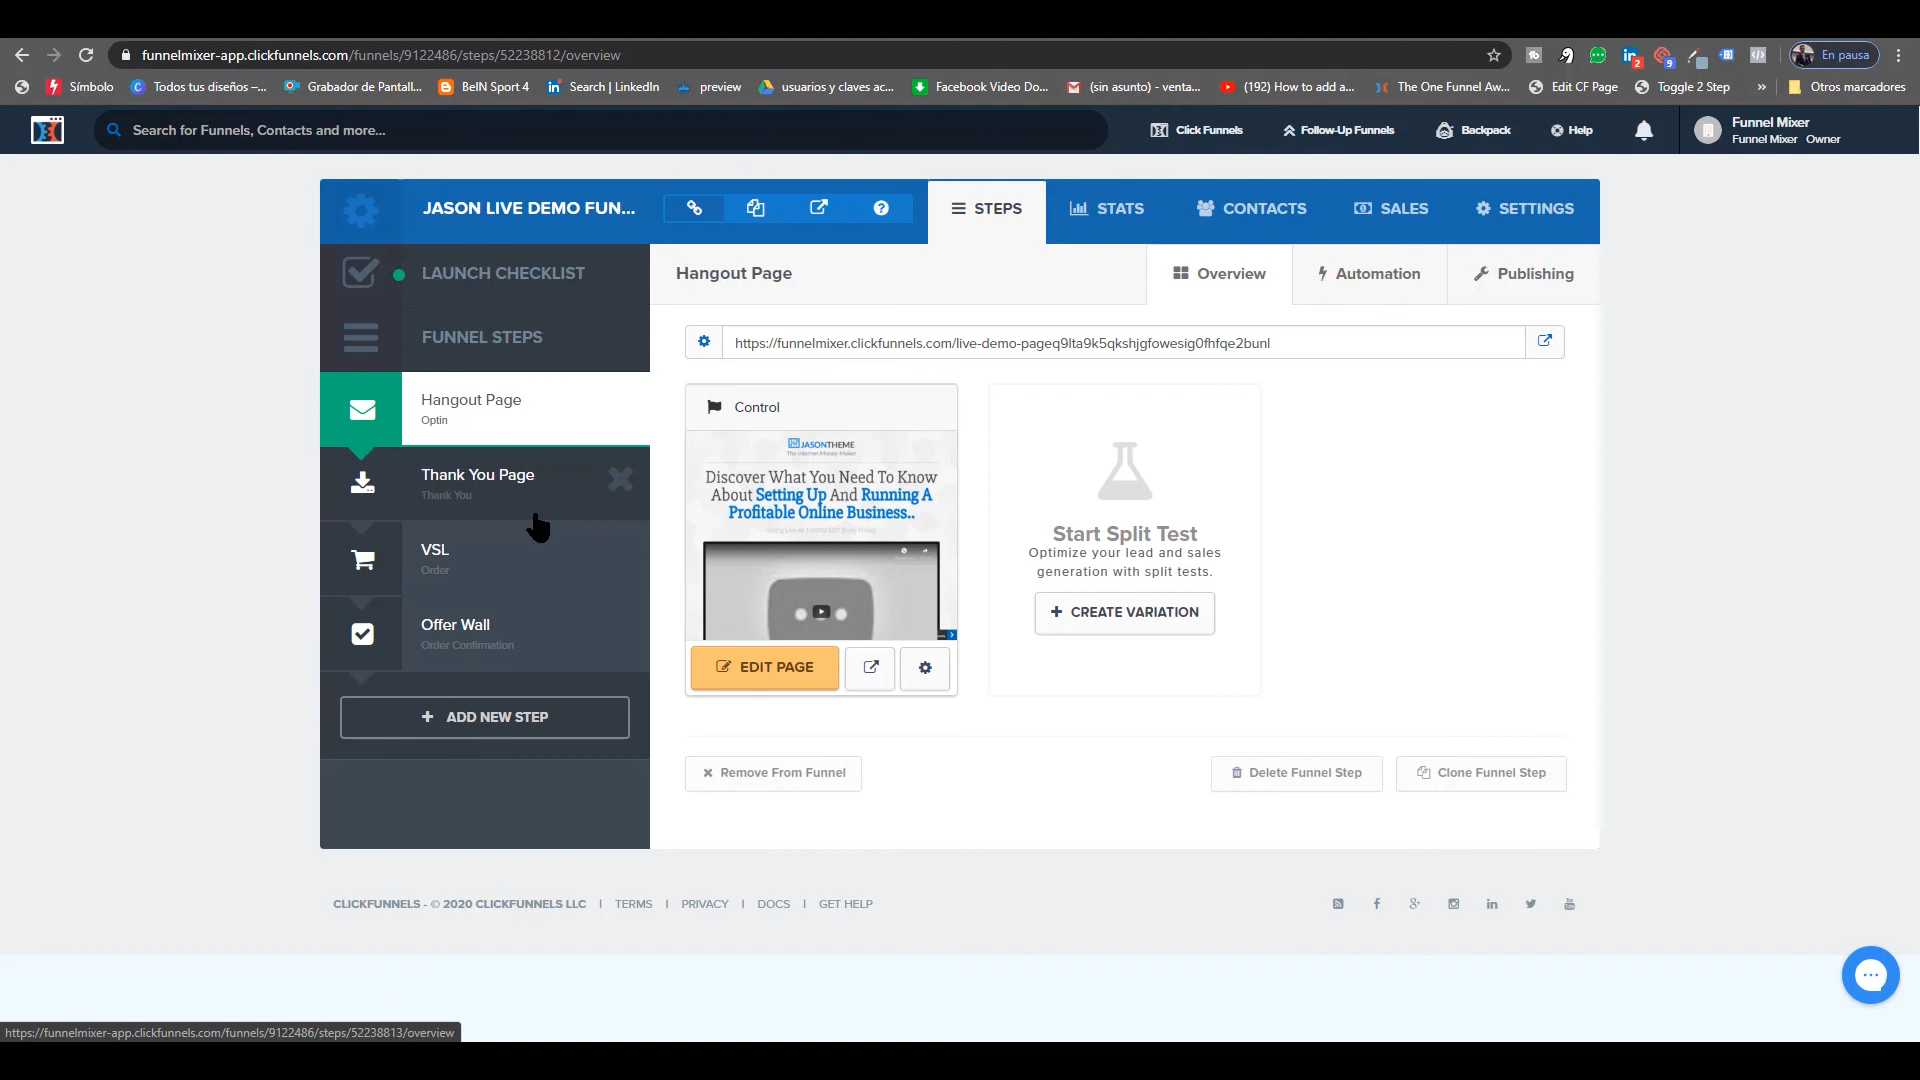 funnelmixer-app.clickfunnels.com/funnels/9122486/steps/52238812/overview
En pausa
Símbolo
Todos tus diseños –...
Grabador de Pantall...
BeIN Sport 4
Search | LinkedIn
preview
usuarios y claves ac...
Facebook Video Do...
(sin asunto) - venta...
(192) How to add a...
The One Funnel Aw...
Edit CF Page
Toggle 2 Step
»
Otros marcadores
Search for Funnels, Contacts and more...
Click Funnels
Follow-Up Funnels
Backpack
Help
Funnel Mixer
Funnel Mixer Owner
JASON LIVE DEMO FUN...
STEPS
STATS
CONTACTS
SALES
SETTINGS
LAUNCH CHECKLIST
FUNNEL STEPS
Hangout Page
Optin
Thank You Page
Thank You
VSL
Order
Offer Wall
Order Confirmation
+ ADD NEW STEP
Hangout Page
Overview
Automation
Publishing
https://funnelmixer.clickfunnels.com/live-demo-pageq9lta9k5qkshjgfowesig0fhfqe2bunl
Control
JASONTHEME
The Internet Money-Maker
Discover What You Need To Know
About Setting Up And Running A
Profitable Online Business..
EDIT PAGE
Start Split Test
Optimize your lead and sales
generation with split tests.
+ CREATE VARIATION
Remove From Funnel
Delete Funnel Step
Clone Funnel Step
CLICKFUNNELS - © 2020 CLICKFUNNELS LLC | TERMS | PRIVACY | DOCS | GET HELP
https://funnelmixer-app.clickfunnels.com/funnels/9122486/steps/52238813/overview